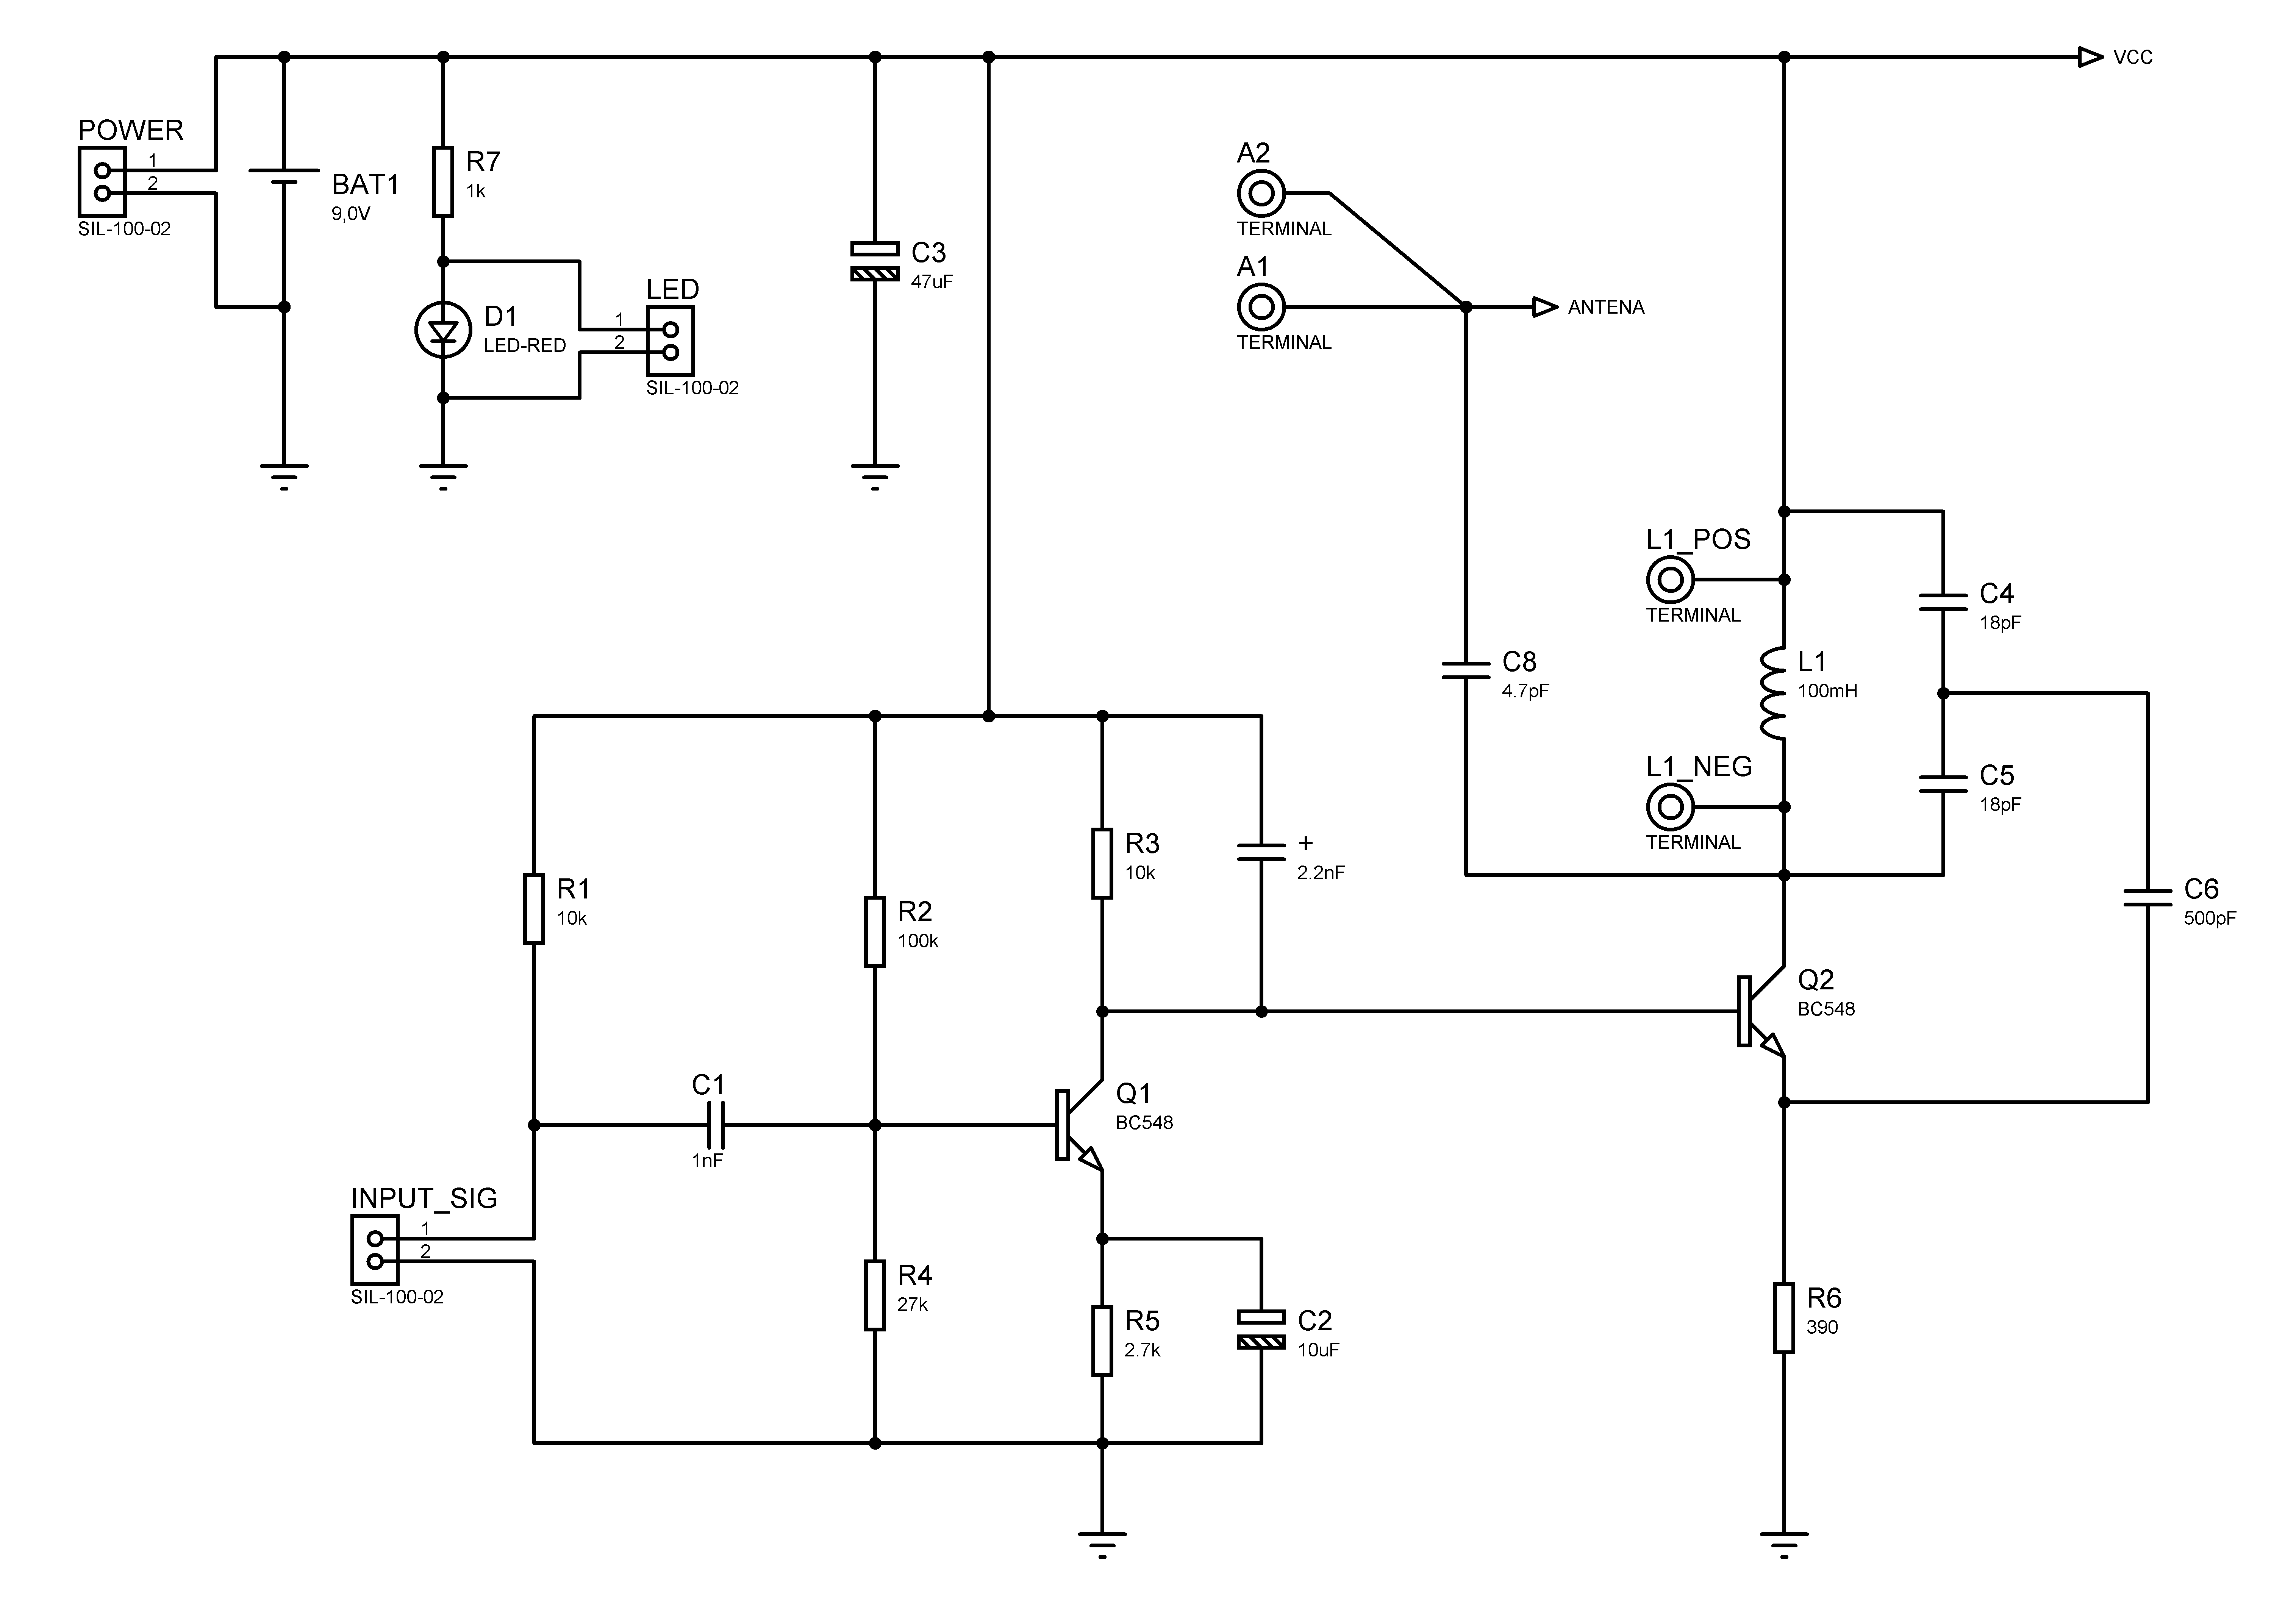 VCC
POWER
1
2
SIL-100-02
BAT1
9,0V
R7
1k
D1
LED-RED
LED
1
2
SIL-100-02
C3
47uF
A2
TERMINAL
A1
TERMINAL
ANTENA
L1_POS
TERMINAL
C4
18pF
C8
4.7pF
L1
100mH
L1_NEG
TERMINAL
C5
18pF
R3
10k
+
2.2nF
R1
10k
R2
100k
C6
500pF
Q2
BC548
C1
1nF
Q1
BC548
INPUT_SIG
1
2
SIL-100-02
R4
27k
R5
2.7k
C2
10uF
R6
390